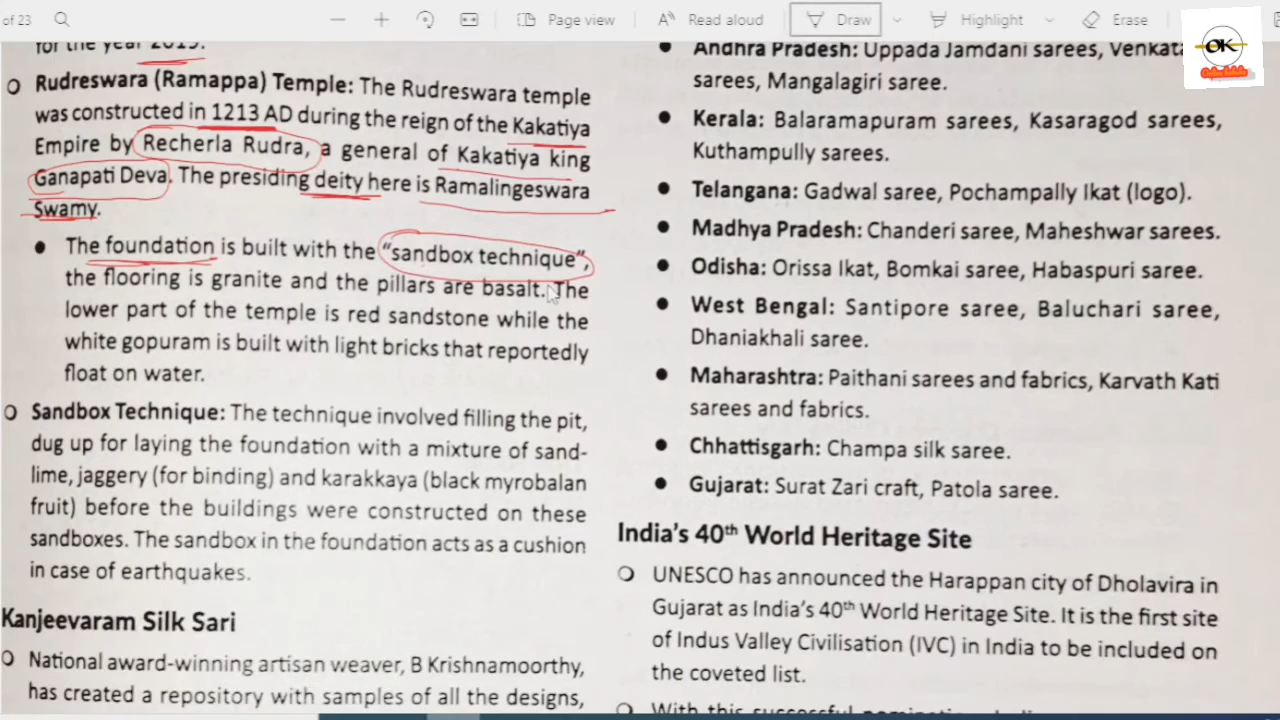 of 23
Page view
Read aloud
Draw
Highlight
Erase
OK
for the year 2019.
Rudreswara (Ramappa) Temple: The Rudreswara temple
was constructed in 1213 AD during the reign of the Kakatiya
Empire by Recherla Rudra, a general of Kakatiya king
Ganapati Deva. The presiding deity here is Ramalingeswara
Swamy.
The foundation is built with the “sandbox technique”,
the flooring is granite and the pillars are basalt. The
lower part of the temple is red sandstone while the
white gopuram is built with light bricks that reportedly
float on water.
Sandbox Technique: The technique involved filling the pit,
dug up for laying the foundation with a mixture of sand-
lime, jaggery (for binding) and karakkaya (black myrobalan
fruit) before the buildings were constructed on these
sandboxes. The sandbox in the foundation acts as a cushion
in case of earthquakes.
Kanjeevaram Silk Sari
National award-winning artisan weaver, B Krishnamoorthy,
has created a repository with samples of all the designs,
Andhra Pradesh: Uppada Jamdani sarees, Venkata
sarees, Mangalagiri saree.
Kerala: Balaramapuram sarees, Kasaragod sarees,
Kuthampully sarees.
Telangana: Gadwal saree, Pochampally Ikat (logo).
Madhya Pradesh: Chanderi saree, Maheshwar sarees.
Odisha: Orissa Ikat, Bomkai saree, Habaspuri saree.
West Bengal: Santipore saree, Baluchari saree,
Dhaniakhali saree.
Maharashtra: Paithani sarees and fabrics, Karvath Kati
sarees and fabrics.
Chhattisgarh: Champa silk saree.
Gujarat: Surat Zari craft, Patola saree.
India’s 40th World Heritage Site
UNESCO has announced the Harappan city of Dholavira in
Gujarat as India’s 40th World Heritage Site. It is the first site
of Indus Valley Civilisation (IVC) in India to be included on
the coveted list.
With this successful